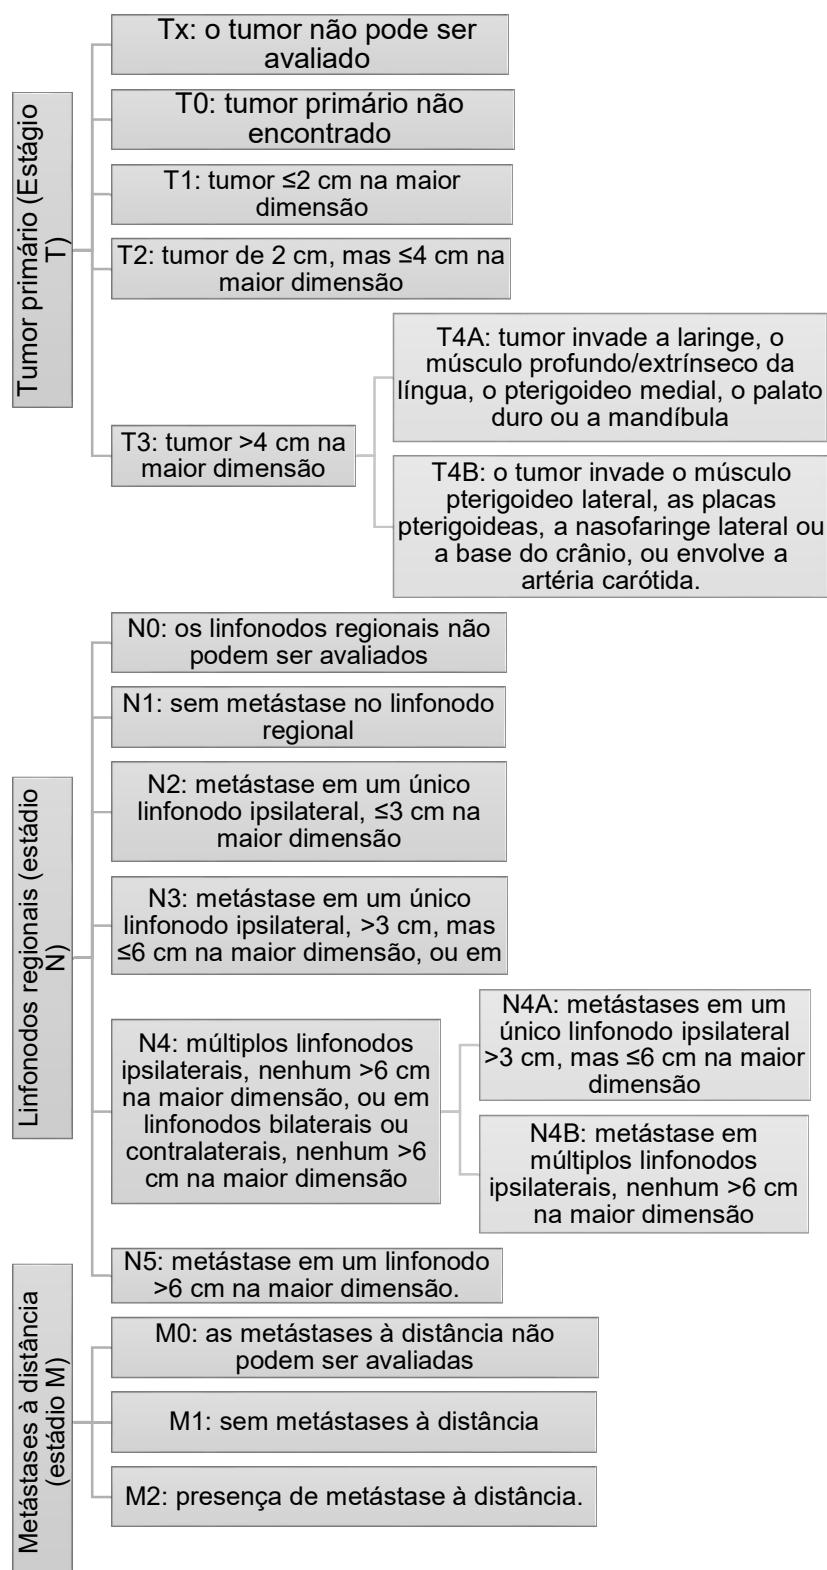 Tumor primário (Estágio
T)
Tx: o tumor não pode ser
avaliado
T0: tumor primário não
encontrado
T1: tumor ≤2 cm na maior
dimensão
T2: tumor de 2 cm, mas ≤4 cm na
maior dimensão
T3: tumor >4 cm na
maior dimensão
T4A: tumor invade a laringe, o
músculo profundo/extrínseco da
língua, o pterigoideo medial, o palato
duro ou a mandíbula
T4B: o tumor invade o músculo
pterigoideo lateral, as placas
pterigoideas, a nasofaringe lateral ou
a base do crânio, ou envolve a
artéria carótida.
Linfonodos regionais (estádio
N)
N0: os linfonodos regionais não
podem ser avaliados
N1: sem metástase no linfonodo
regional
N2: metástase em um único
linfonodo ipsilateral, ≤3 cm na
maior dimensão
N3: metástase em um único
linfonodo ipsilateral, >3 cm, mas
≤6 cm na maior dimensão, ou em
N4: múltiplos linfonodos
ipsilaterais, nenhum >6 cm
na maior dimensão, ou em
linfonodos bilaterais ou
contralaterais, nenhum >6
cm na maior dimensão
N4A: metástases em um
único linfonodo ipsilateral
>3 cm, mas ≤6 cm na maior
dimensão
N4B: metástase em
múltiplos linfonodos
ipsilaterais, nenhum >6 cm
na maior dimensão
N5: metástase em um linfonodo
>6 cm na maior dimensão.
Metástases à distância
(estádio M)
M0: as metástases à distância não
podem ser avaliadas
M1: sem metástases à distância
M2: presença de metástase à distância.